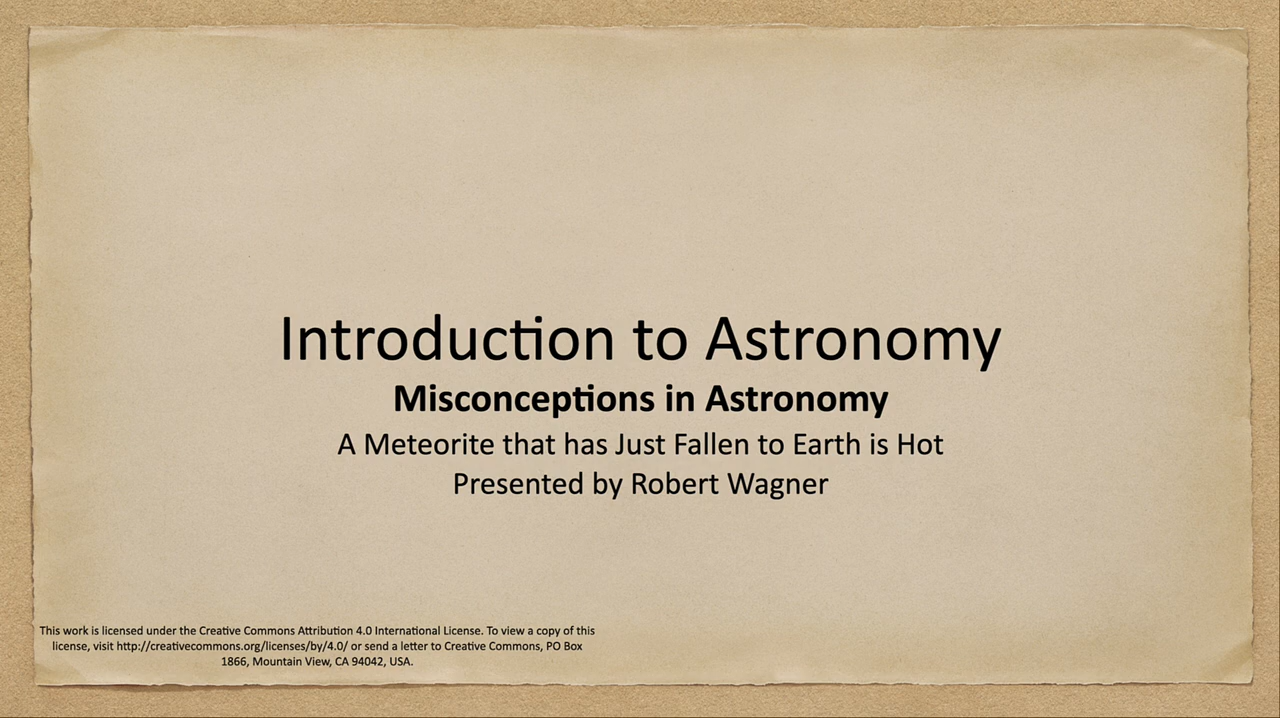 Introduction to Astronomy
Misconceptions in Astronomy
A Meteorite that has Just Fallen to Earth is Hot
Presented by Robert Wagner
This work is licensed under the Creative Commons Attribution 4.0 International License. To view a copy of this
license, visit http://creativecommons.org/licenses/by/4.0/ or send a letter to Creative Commons, PO Box
1866, Mountain View, CA 94042, USA.